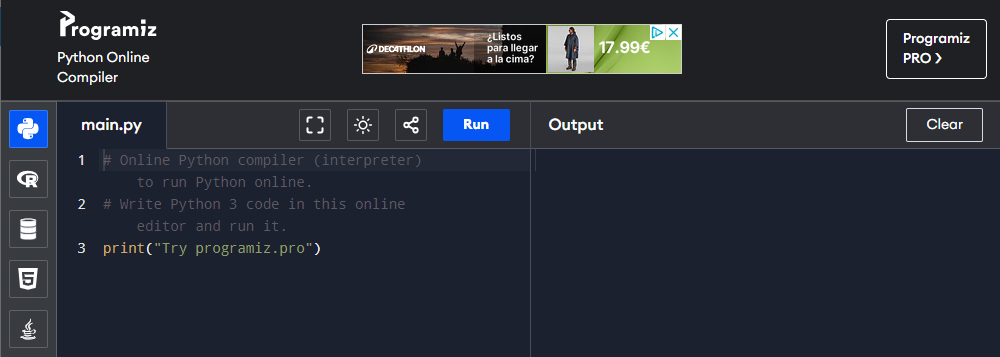 Programiz
Python Online
Compiler
DECATHLON
¿Listos
para llegar
a la cima?
17.99€
Programiz
PRO
main.py
Run
Output
Clear
1 # Online Python compiler (interpreter)
to run Python online.
2 # Write Python 3 code in this online
editor and run it.
3 print("Try programiz.pro")
R
5